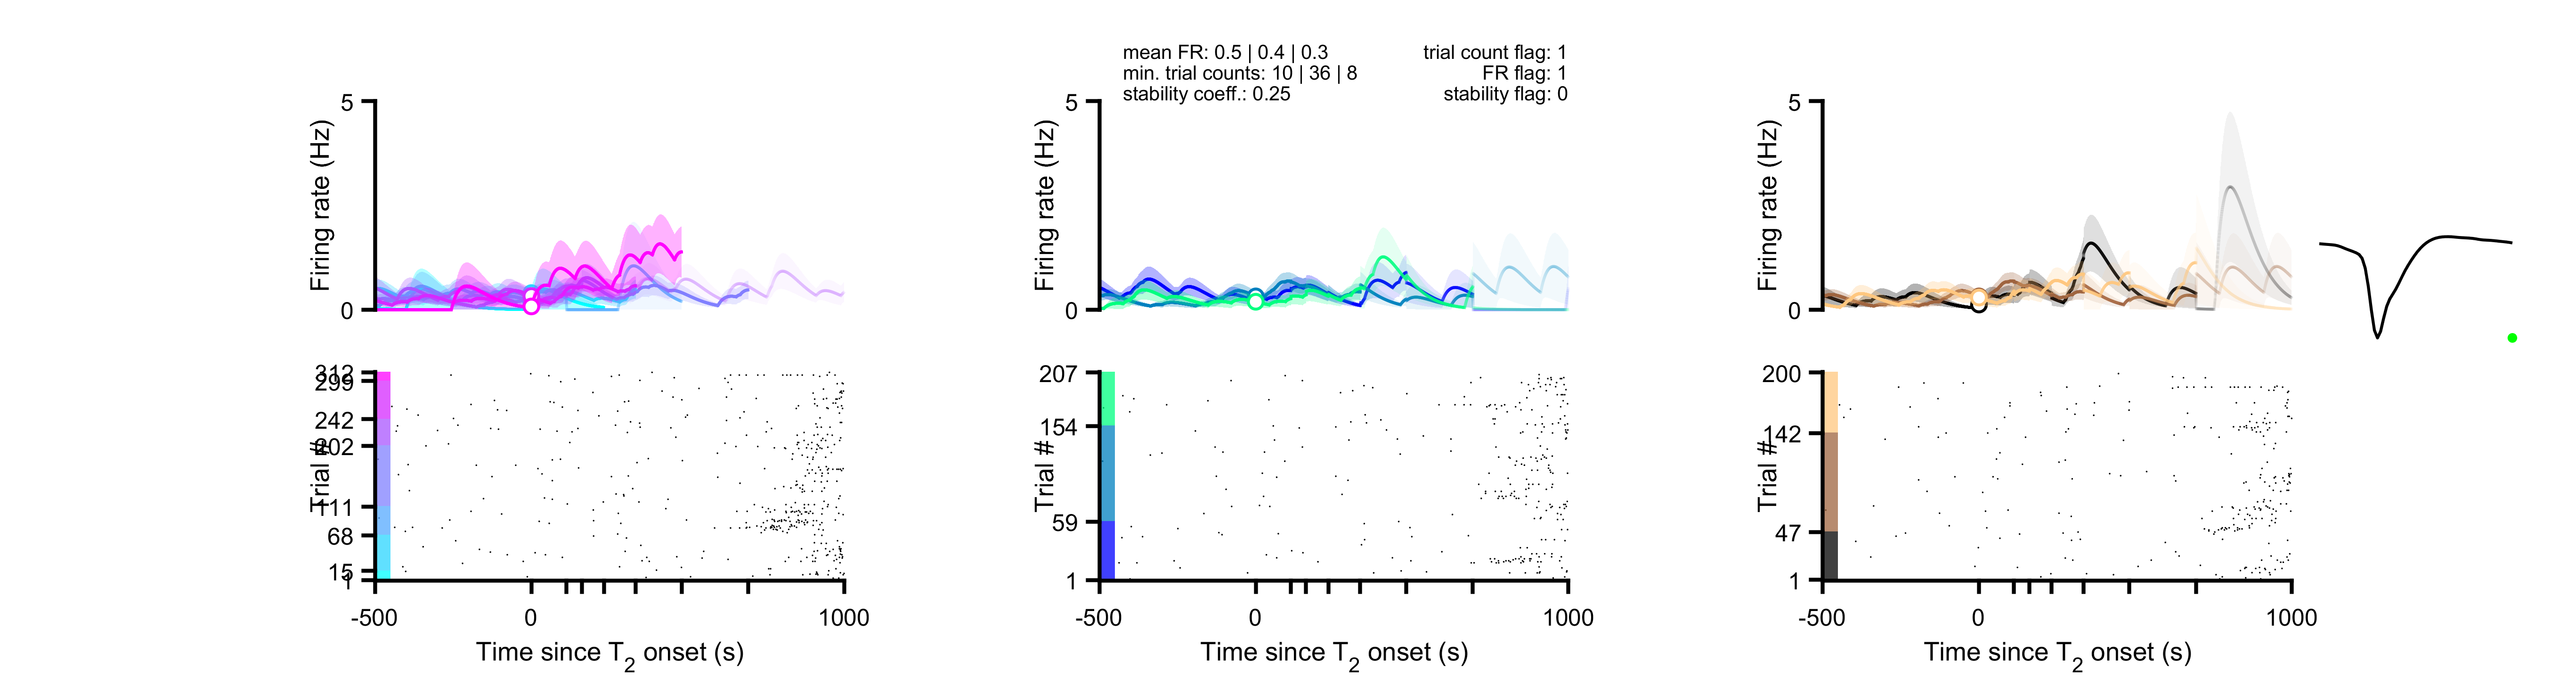 mean FR: 0.5 | 0.4 | 0.3
min. trial counts: 10 | 36 | 8
stability coeff.: 0.25
trial count flag: 1
FR flag: 1
stability flag: 0
5
0
Firing rate (Hz)
5
0
Firing rate (Hz)
5
0
Firing rate (Hz)
312
299
242
202
111
68
15
1
Trial #
-500
0
1000
Time since T2 onset (s)
207
154
59
1
Trial #
-500
0
1000
Time since T2 onset (s)
200
142
47
1
Trial #
-500
0
1000
Time since T2 onset (s)